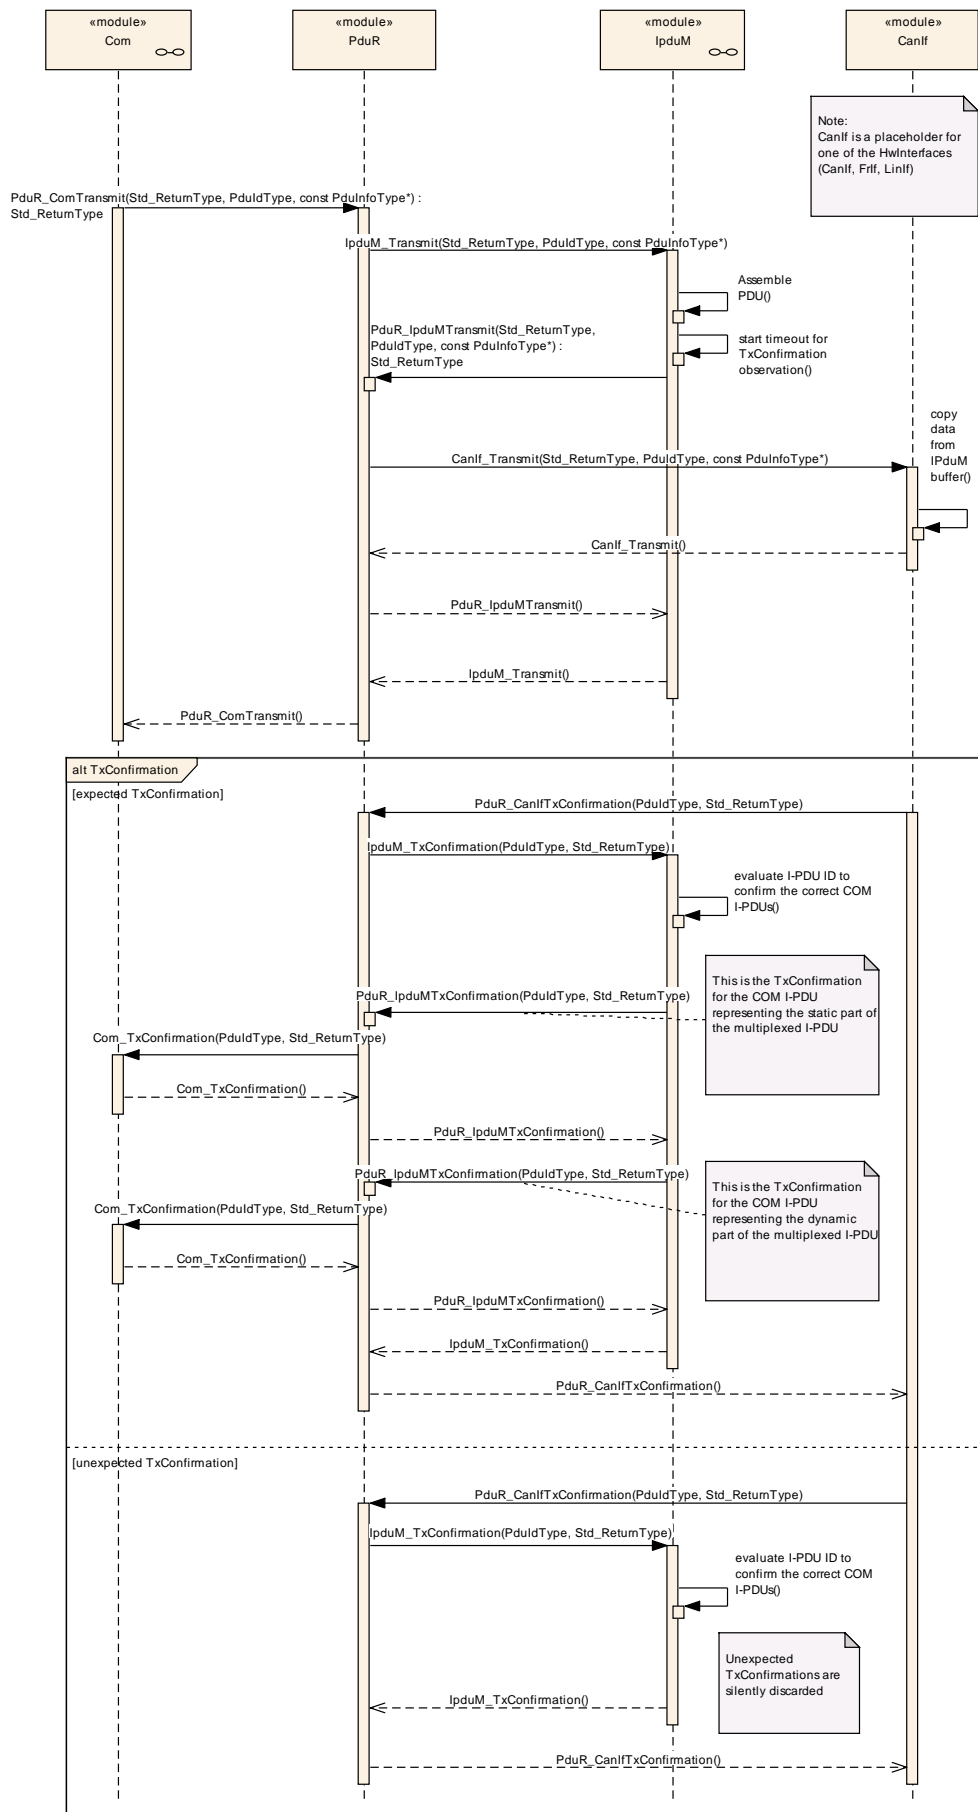 «module»
Com
«module»
PduR
«module»
IpduM
«module»
CanIf
Note:
CanIf is a placeholder for
one of the HwInterfaces
(CanIf, FrIf, LinIf)
PduR_ComTransmit(Std_ReturnType, PduIdType, const PduInfoType*) :
Std_ReturnType
IpduM_Transmit(Std_ReturnType, PduIdType, const PduInfoType*)
Assemble
PDU()
PduR_IpduMTransmit(Std_ReturnType,
PduIdType, const PduInfoType*) :
Std_ReturnType
start timeout for
TxConfirmation
observation()
copy
data
from
IPduM
buffer()
CanIf_Transmit(Std_ReturnType, PduIdType, const PduInfoType*)
CanIf_Transmit()
PduR_IpduMTransmit()
IpduM_Transmit()
PduR_ComTransmit()
alt TxConfirmation
[expected TxConfirmation]
PduR_CanIfTxConfirmation(PduIdType, Std_ReturnType)
IpduM_TxConfirmation(PduIdType, Std_ReturnType)
evaluate I-PDU ID to
confirm the correct COM
I-PDUs()
This is the TxConfirmation
for the COM I-PDU
representing the static part of
the multiplexed I-PDU
PduR_IpduMTxConfirmation(PduIdType, Std_ReturnType)
Com_TxConfirmation(PduIdType, Std_ReturnType)
Com_TxConfirmation()
PduR_IpduMTxConfirmation()
PduR_IpduMTxConfirmation(PduIdType, Std_ReturnType)
This is the TxConfirmation
for the COM I-PDU
representing the dynamic
part of the multiplexed I-PDU
Com_TxConfirmation(PduIdType, Std_ReturnType)
Com_TxConfirmation()
PduR_IpduMTxConfirmation()
IpduM_TxConfirmation()
PduR_CanIfTxConfirmation()
[unexpected TxConfirmation]
PduR_CanIfTxConfirmation(PduIdType, Std_ReturnType)
IpduM_TxConfirmation(PduIdType, Std_ReturnType)
evaluate I-PDU ID to
confirm the correct COM
I-PDUs()
Unexpected
TxConfirmations are
silently discarded
IpduM_TxConfirmation()
PduR_CanIfTxConfirmation()